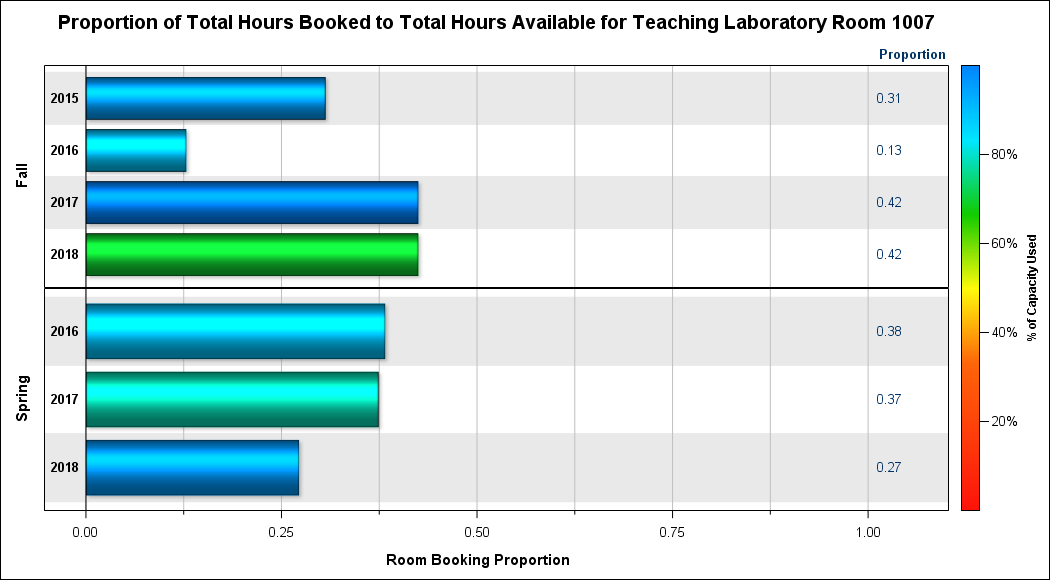 Proportion of Total Hours Booked to Total Hours Available for Teaching Laboratory Room 1007
Proportion
Fall
2015 0.31
2016 0.13
2017 0.42
2018 0.42
Spring
2016 0.38
2017 0.37
2018 0.27
0.00 0.25 0.50 0.75 1.00
Room Booking Proportion
80%
60%
40%
20%
% of Capacity Used